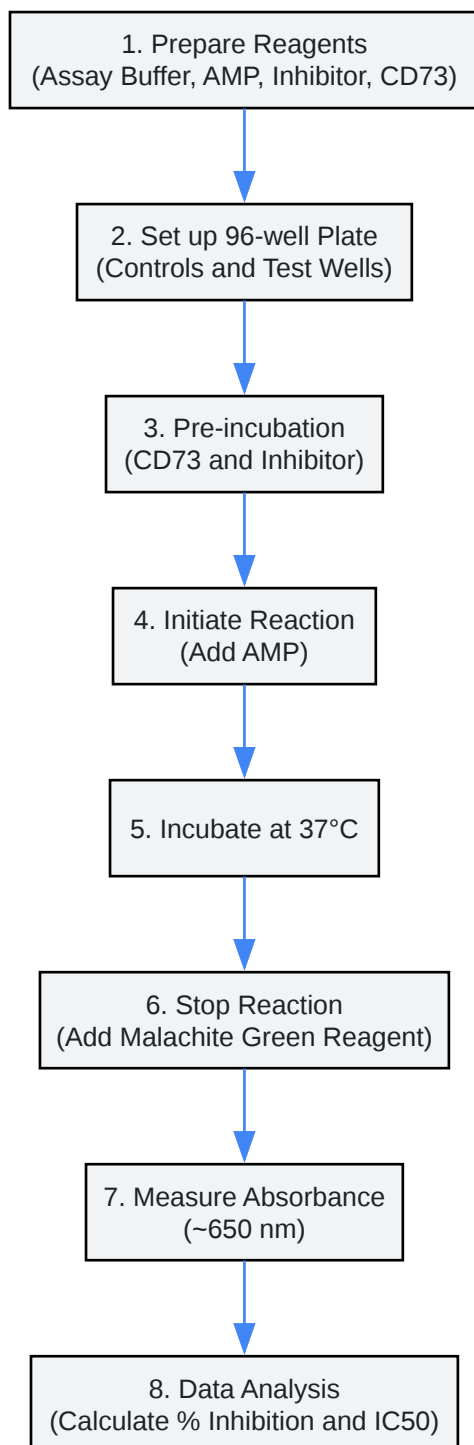 1. Prepare Reagents
(Assay Buffer, AMP, Inhibitor, CD73)
2. Set up 96-well Plate
(Controls and Test Wells)
3. Pre-incubation
(CD73 and Inhibitor)
4. Initiate Reaction
(Add AMP)
5. Incubate at 37°C
6. Stop Reaction
(Add Malachite Green Reagent)
7. Measure Absorbance
(~650 nm)
8. Data Analysis
(Calculate % Inhibition and IC50)